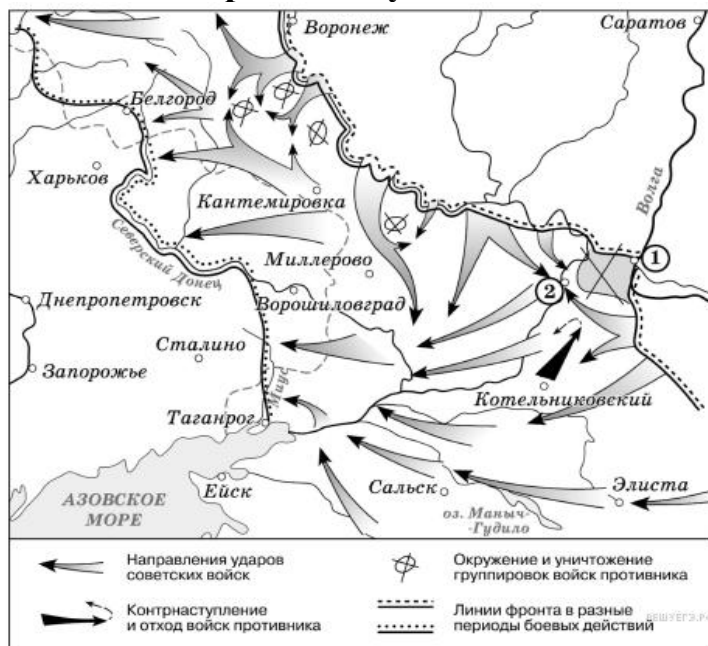 Воронеж
Саратов
Белгород
Харьков
Волга
Кантемировка
Северский Донец
Миллерово
1
2
Днепропетровск
Ворошиловград
Сталино
Запорожье
Миус
Котельниковский
Таганрог
АЗОВСКОЕ
МОРЕ
Ейск
Сальск
Элиста
оз. Маныч-
-Гудило
Направления ударов
советских войск
Окружение и уничтожение
группировок войск противника
Контрнаступление
и отход войск противника
Линии фронта в разные
периоды боевых действий
РЕШУЕГЭ.РФ